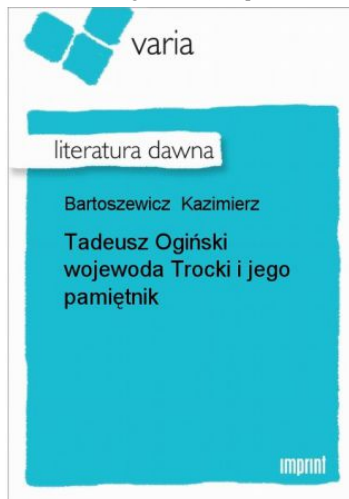 varia
literatura dawna
Bartoszewicz Kazimierz
Tadeusz Ogiński
wojewoda Trocki i jego
pamiętnik
imprint